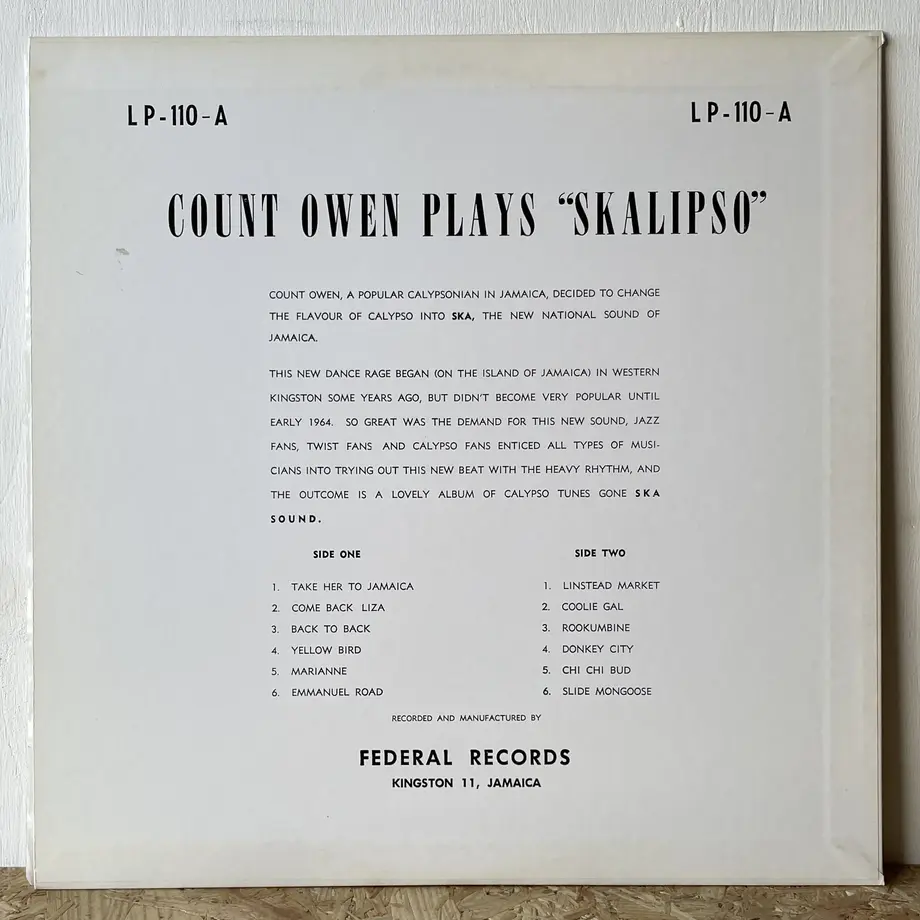 LP-110-A LP-110-A
COUNT OWEN PLAYS “SKALIPSO”
COUNT OWEN, A POPULAR CALYPSONIAN IN JAMAICA, DECIDED TO CHANGE
THE FLAVOUR OF CALYPSO INTO SKA, THE NEW NATIONAL SOUND OF
JAMAICA.
THIS NEW DANCE RAGE BEGAN (ON THE ISLAND OF JAMAICA) IN WESTERN
KINGSTON SOME YEARS AGO, BUT DIDN'T BECOME VERY POPULAR UNTIL
EARLY 1964. SO GREAT WAS THE DEMAND FOR THIS NEW SOUND, JAZZ
FANS, TWIST FANS AND CALYPSO FANS ENTICED ALL TYPES OF MUSI-
CIANS INTO TRYING OUT THIS NEW BEAT WITH THE HEAVY RHYTHM, AND
THE OUTCOME IS A LOVELY ALBUM OF CALYPSO TUNES GONE SKA
SOUND.
SIDE ONE
1. TAKE HER TO JAMAICA
2. COME BACK LIZA
3. BACK TO BACK
4. YELLOW BIRD
5. MARIANNE
6. EMMANUEL ROAD
SIDE TWO
1. LINSTEAD MARKET
2. COOLIE GAL
3. ROOKUMBINE
4. DONKEY CITY
5. CHI CHI BUD
6. SLIDE MONGOOSE
RECORDED AND MANUFACTURED BY
FEDERAL RECORDS
KINGSTON 11, JAMAICA